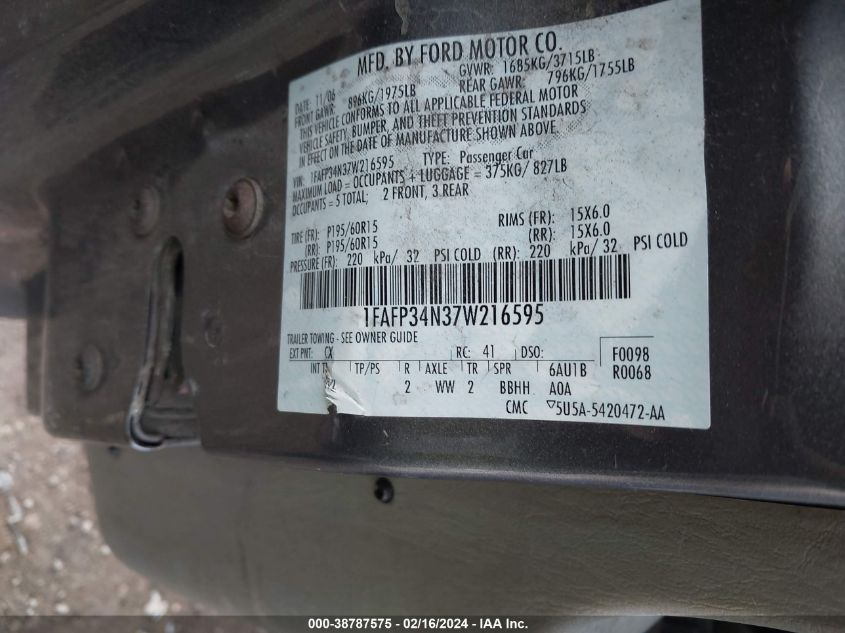 MFD. BY FORD MOTOR CO.
DATE: 11/06 GVWR: 1685KG/3715LB
FRONT GAWR: 896KG/1975LB REAR GAWR: 796KG/1755LB
THIS VEHICLE CONFORMS TO ALL APPLICABLE FEDERAL MOTOR
VEHICLE SAFETY, BUMPER, AND THEFT PREVENTION STANDARDS
IN EFFECT ON THE DATE OF MANUFACTURE SHOWN ABOVE.
VIN: 1FAFP34N37W216595 TYPE: Passenger Car
MAXIMUM LOAD = OCCUPANTS + LUGGAGE = 375KG/ 827LB
OCCUPANTS = 5 TOTAL; 2 FRONT, 3 REAR
TIRE (FR): P195/60R15 RIMS (FR): 15X6.0
(RR): P195/60R15 (RR): 15X6.0
PRESSURE (FR): 220 kPa/ 32 PSI COLD (RR): 220 kPa/ 32 PSI COLD
1FAFP34N37W216595
TRAILER TOWING - SEE OWNER GUIDE
EXT PNT: CX RC: 41 DSO: F0098
INT TP/PS R AXLE TR SPR 6AU1B R0068
2 2 WW 2 BBHH A0A
CMC ▽5U5A-5420472-AA
000-38787575 - 02/16/2024 - IAA Inc.